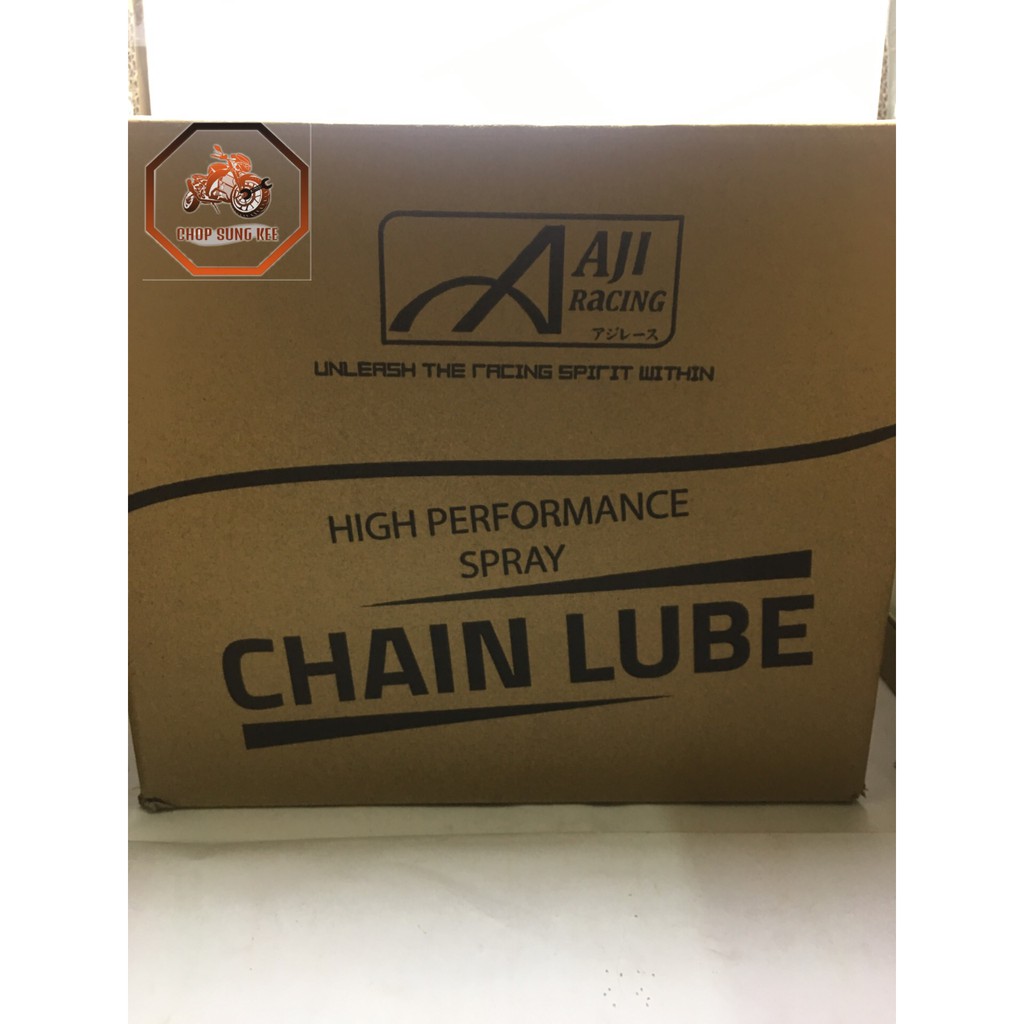 CHOP SUNG KEE
AJI
RACING
アジレース
UNLEASH THE RACING SPIRIT WITHIN
HIGH PERFORMANCE
SPRAY
CHAIN LUBE